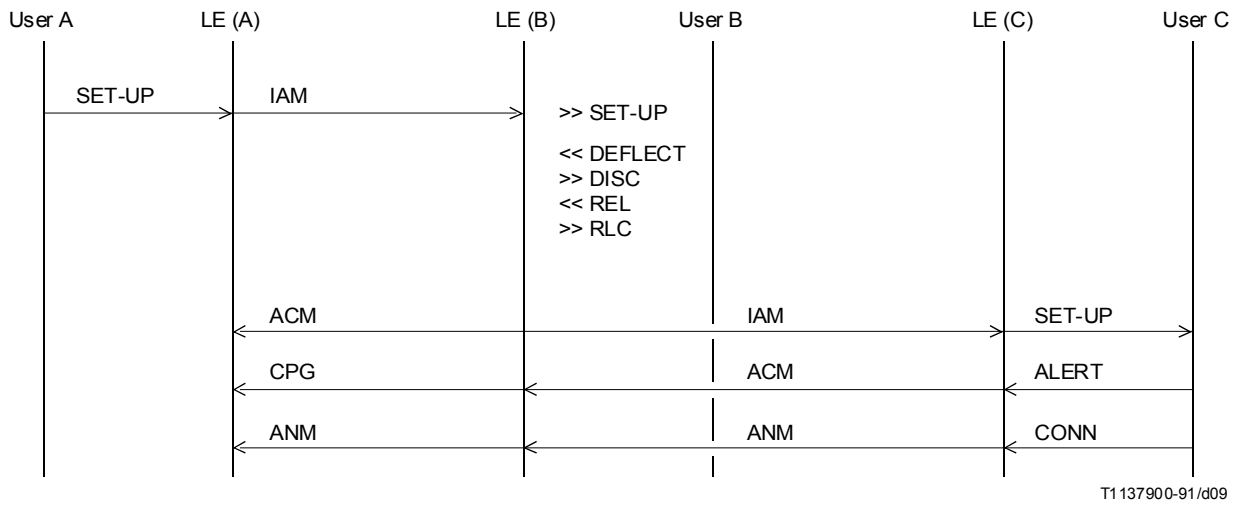 User A LE (A) LE (B) User B LE (C) User C
SET-UP IAM
>> SET-UP
<< DEFLECT
>> DISC
<< REL
>> RLC
ACM IAM SET-UP
CPG ACM ALERT
ANM ANM CONN
T1137900-91/d09